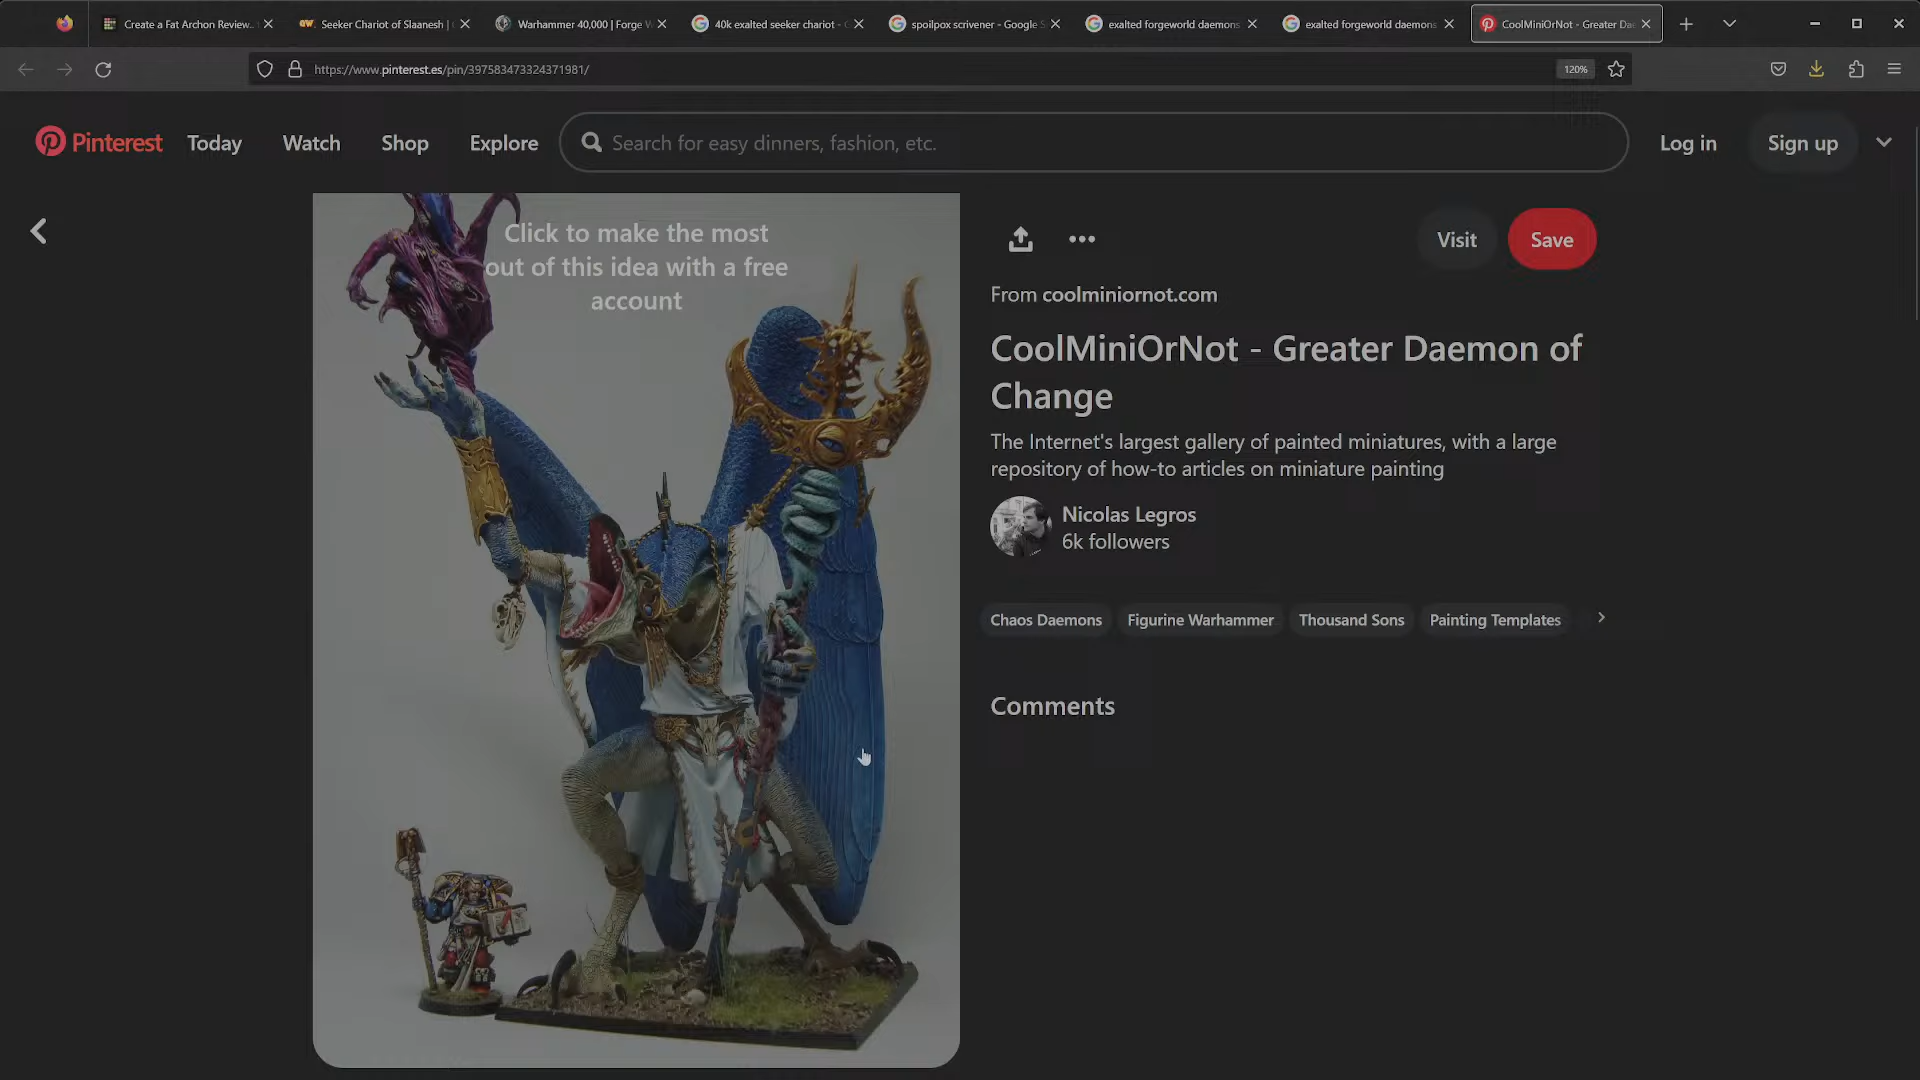 Create a Fat Archon Review..
Seeker Chariot of Slaanesh |
Warhammer 40,000 | Forge W
40k exalted seeker chariot -
spoilpox scrivener - Google S
exalted forgeworld daemons
exalted forgeworld daemons
CoolMiniOrNot - Greater Dae
https://www.pinterest.es/pin/397583473324371981/
120%
Pinterest
Today
Watch
Shop
Explore
Search for easy dinners, fashion, etc.
Log in
Sign up
Click to make the most
out of this idea with a free
account
Visit
Save
From coolminiornot.com
CoolMiniOrNot - Greater Daemon of
Change
The Internet's largest gallery of painted miniatures, with a large
repository of how-to articles on miniature painting
Nicolas Legros
6k followers
Chaos Daemons
Figurine Warhammer
Thousand Sons
Painting Templates
Comments